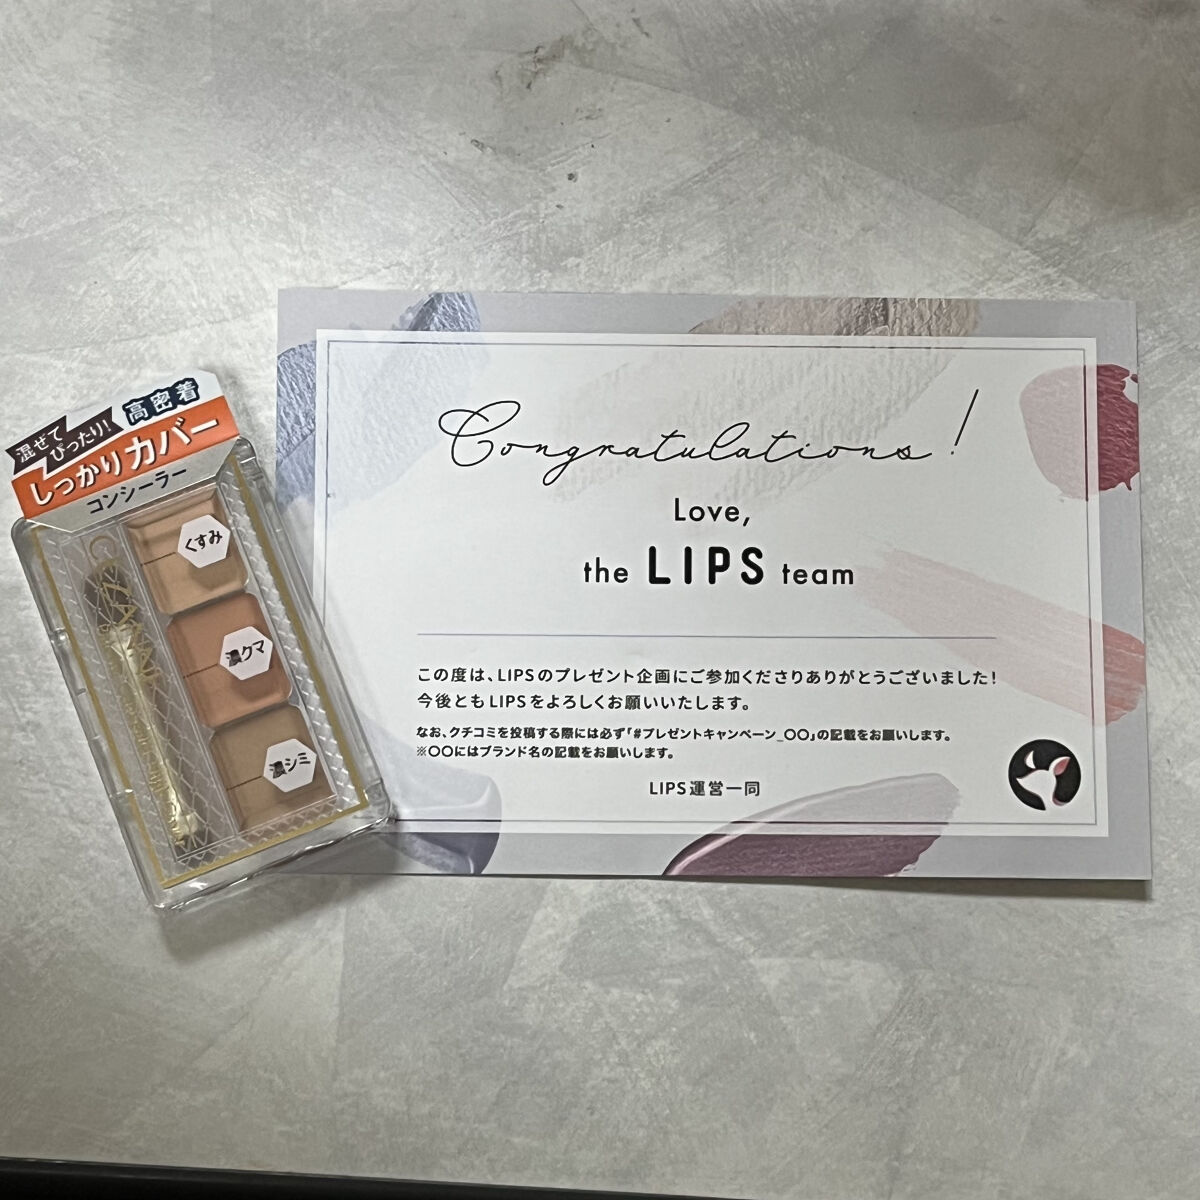 混ぜて
ぴったり!
高密着
しっかりカバー
コンシーラー
CANMAKE
くすみ
濃クマ
濃シミ
Congratulations!
Love,
the LIPS team
この度は、LIPSのプレゼント企画にご参加くださりありがとうございました!
今後ともLIPSをよろしくお願いいたします。
なお、クチコミを投稿する際には必ず「#プレゼントキャンペーン_〇〇」の記載をお願いします。
※〇〇にはブランド名の記載をお願いします。
LIPS運営一同